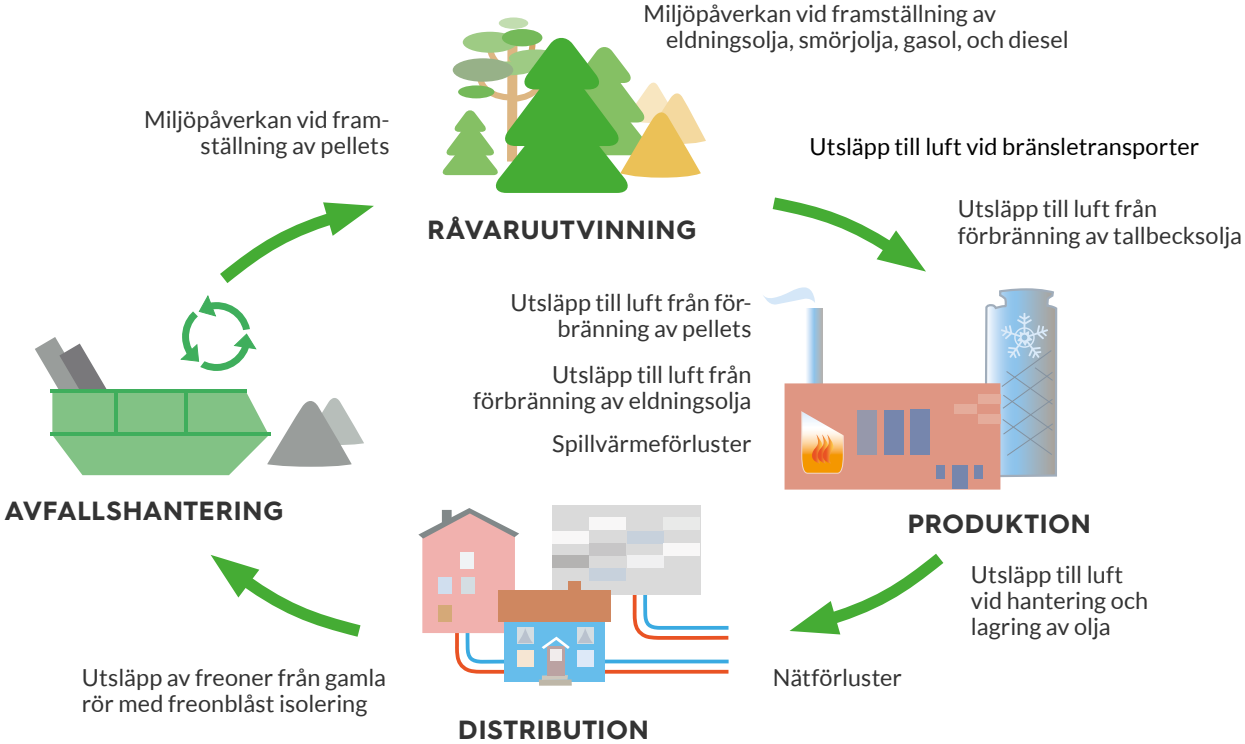 Miljöpåverkan vid framställning av
eldningsolja, smörjolja, gasol, och diesel
Miljöpåverkan vid fram-
ställning av pellets
Utsläpp till luft vid bränsletransporter
RÅVARUUTVINNING
Utsläpp till luft från
förbränning av tallbecksolja
Utsläpp till luft från för-
bränning av pellets
Utsläpp till luft från
förbränning av eldningsolja
Spillvärmeförluster
AVFALLSHANTERING
PRODUKTION
Utsläpp till luft
vid hantering och
lagring av olja
Utsläpp av freoner från gamla
rör med freonblåst isolering
Nätförluster
DISTRIBUTION